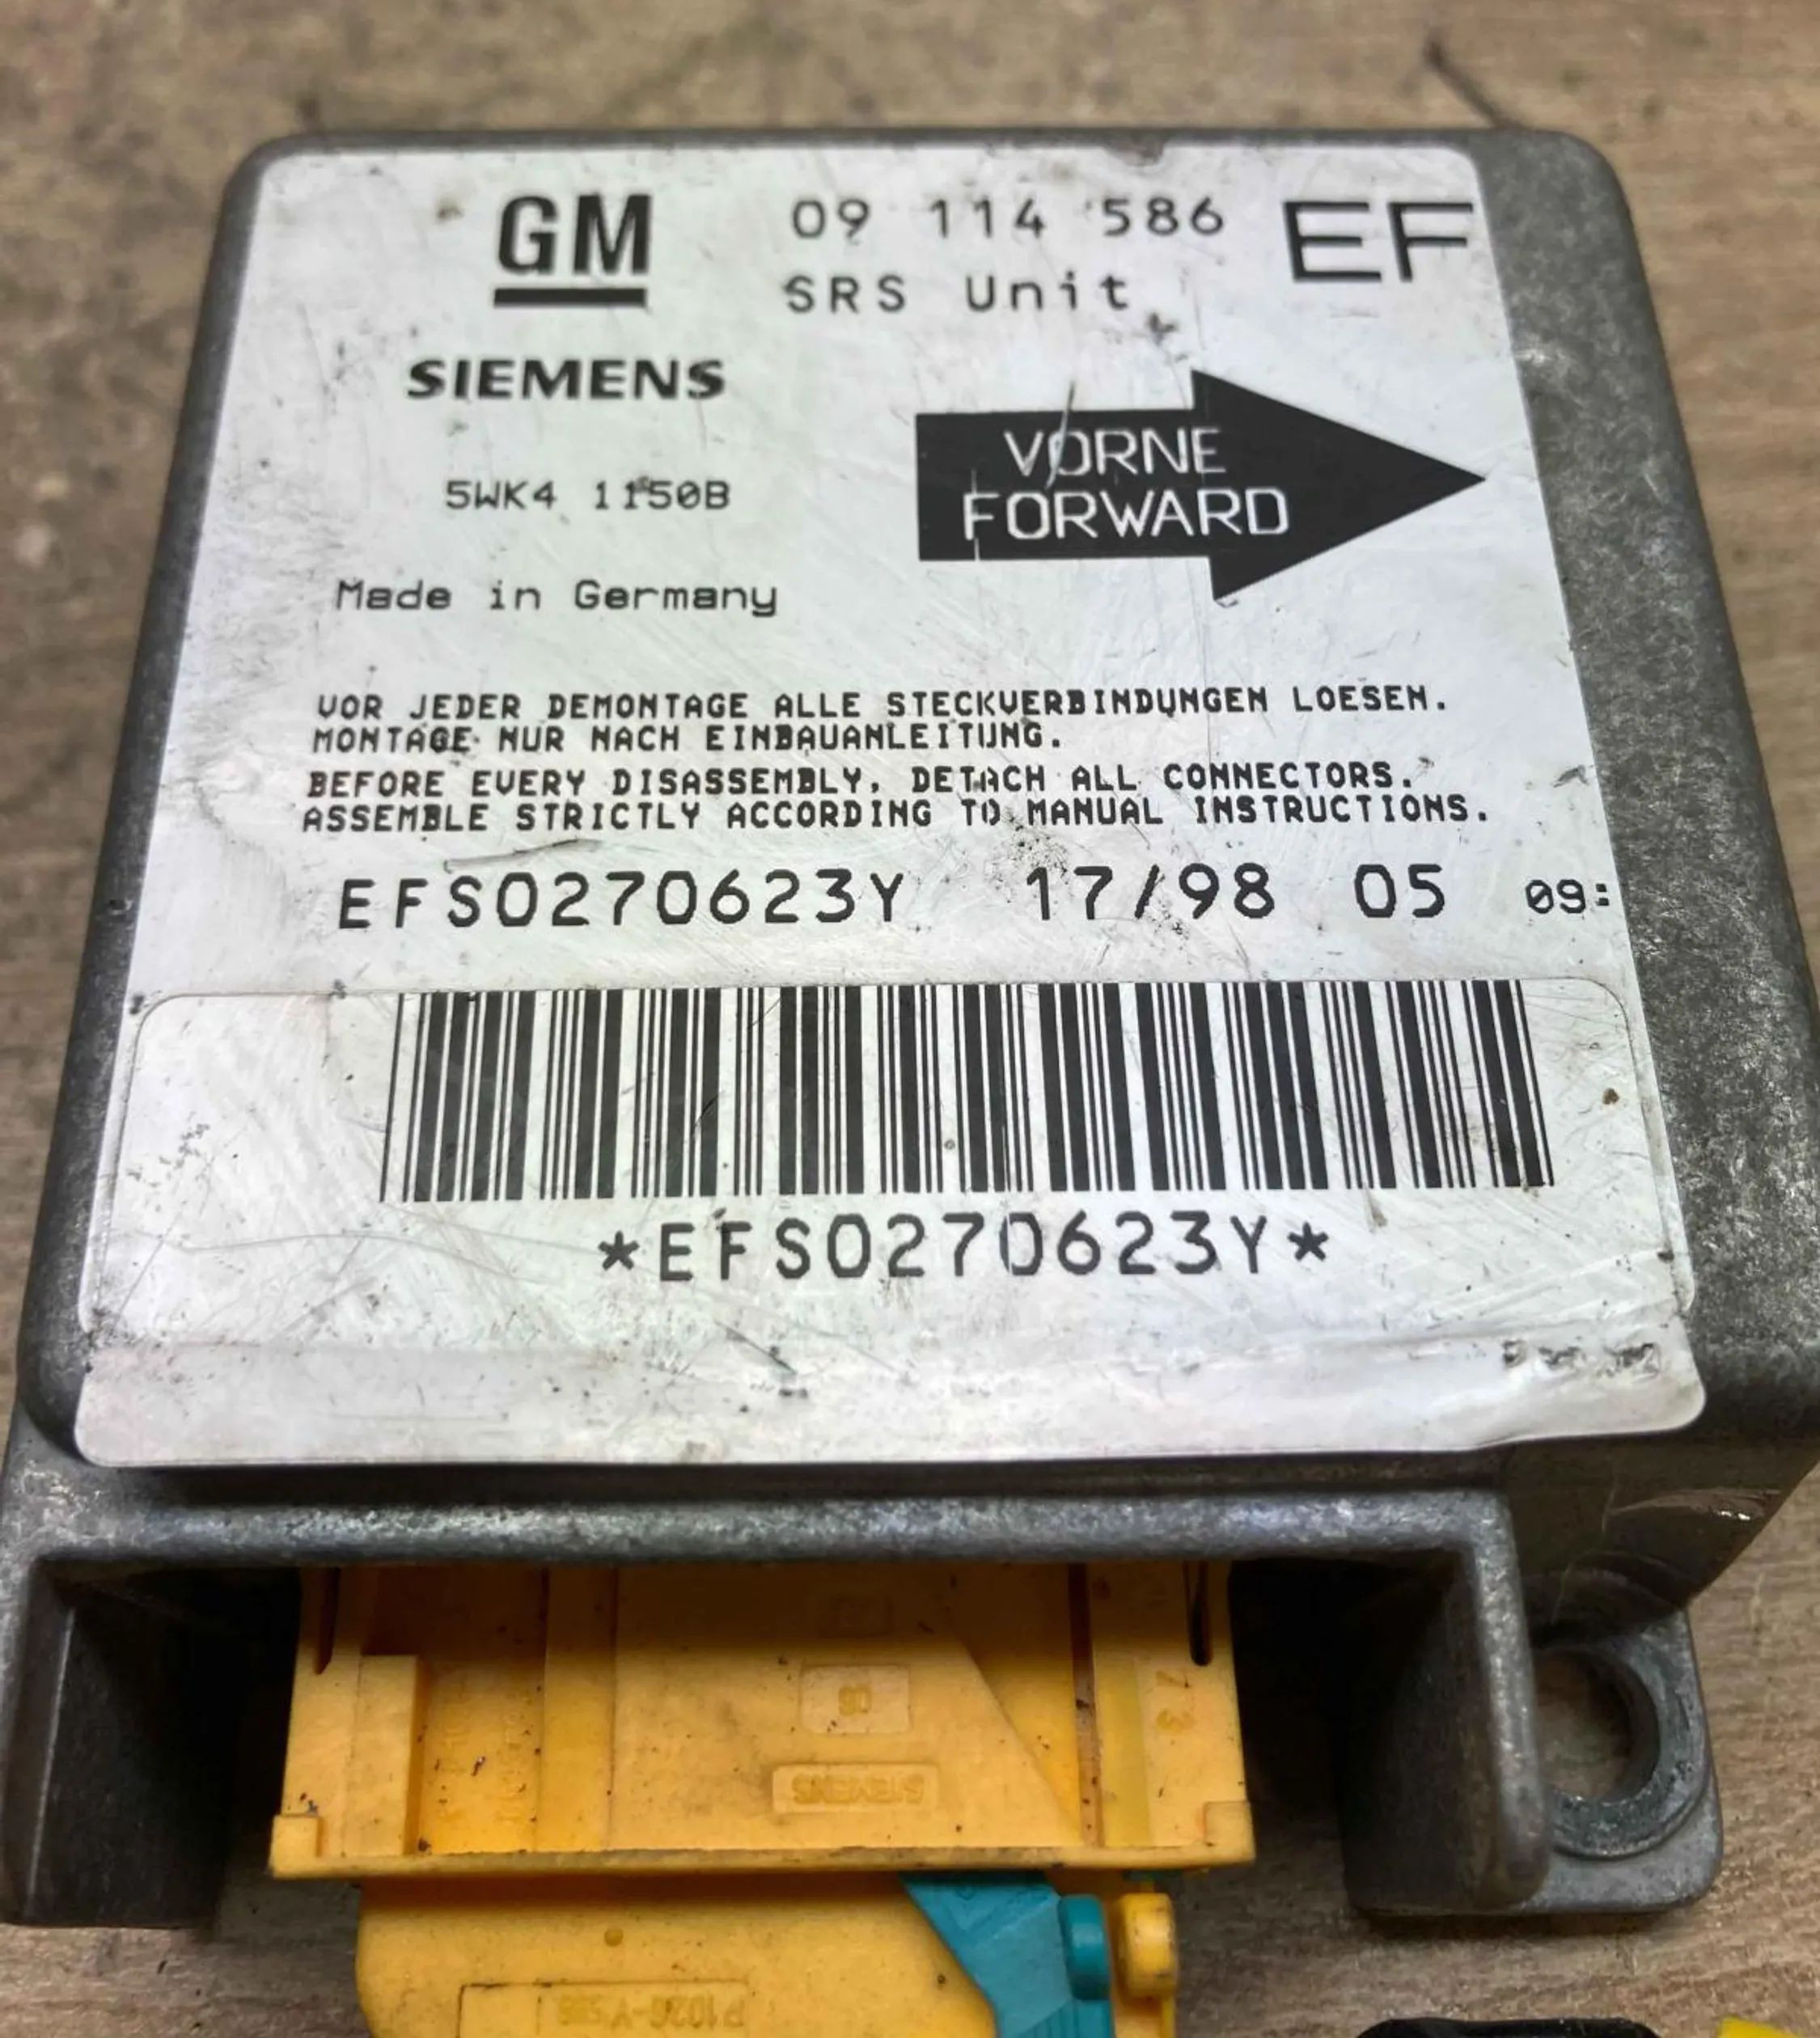 GM 09 114 586 EF
SRS Unit
SIEMENS
VORNE
FORWARD
5WK4 1150B
Made in Germany
VOR JEDER DEMONTAGE ALLE STECKVERBINDUNGEN LOESEN.
MONTAGE NUR NACH EINBAUANLEITUNG.
BEFORE EVERY DISASSEMBLY, DETACH ALL CONNECTORS.
ASSEMBLE STRICTLY ACCORDING TO MANUAL INSTRUCTIONS.
EFS0270623Y 17/98 05 09:
*EFS0270623Y*
SIEMENS